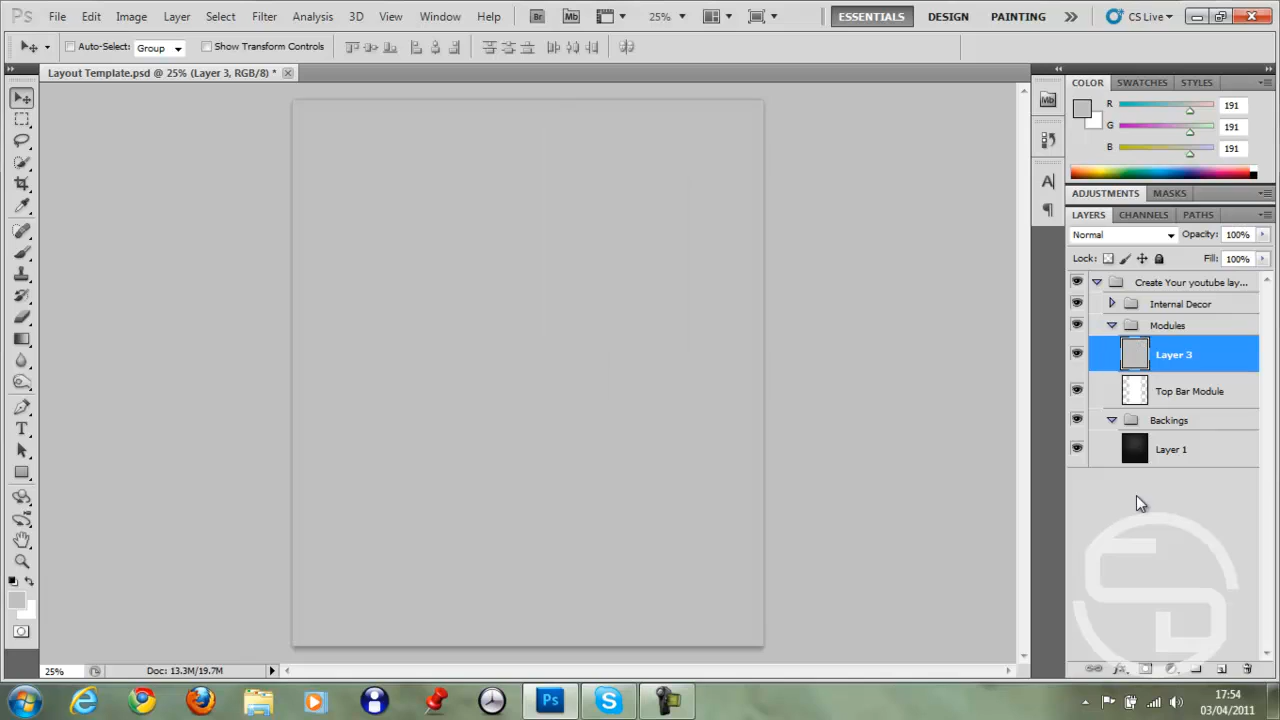 Ps File Edit Image Layer Select Filter Analysis 3D View Window Help Br Mb 25% ESSENTIALS DESIGN PAINTING CS Live
Auto-Select: Group Show Transform Controls
Layout Template.psd @ 25% (Layer 3, RGB/8) *
COLOR SWATCHES STYLES
Mb
R 191
G 191
B 191
A
ADJUSTMENTS MASKS
LAYERS CHANNELS PATHS
Normal Opacity: 100%
Lock: Fill: 100%
Create Your youtube lay...
Internal Decor
Modules
Layer 3
Top Bar Module
Backings
Layer 1
T
25% Doc: 13.3M/19.7M
fx
Ps
17:54
03/04/2011